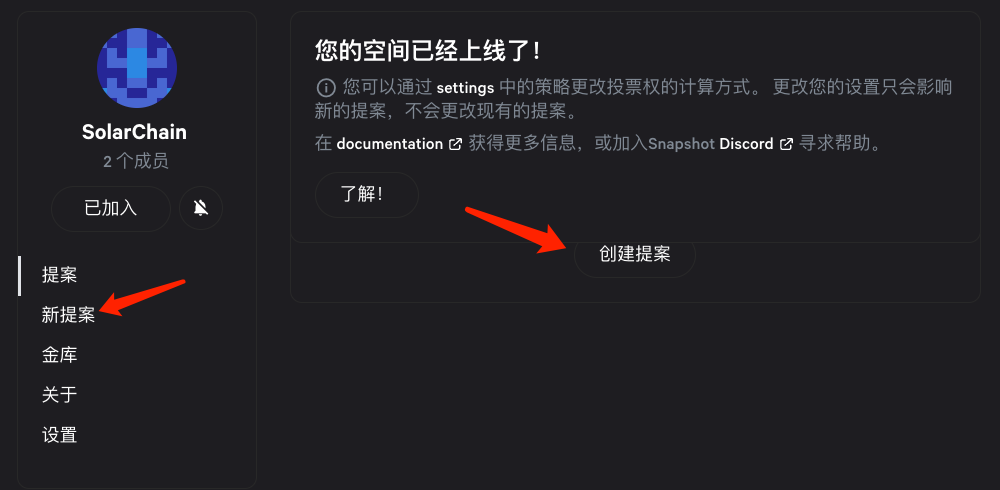 SolarChain
2 个成员
已加入
提案
新提案
金库
关于
设置
您的空间已经上线了！
您可以通过 settings 中的策略更改投票权的计算方式。 更改您的设置只会影响
新的提案，不会更改现有的提案。
在 documentation 获得更多信息，或加入Snapshot Discord 寻求帮助。
了解！
创建提案